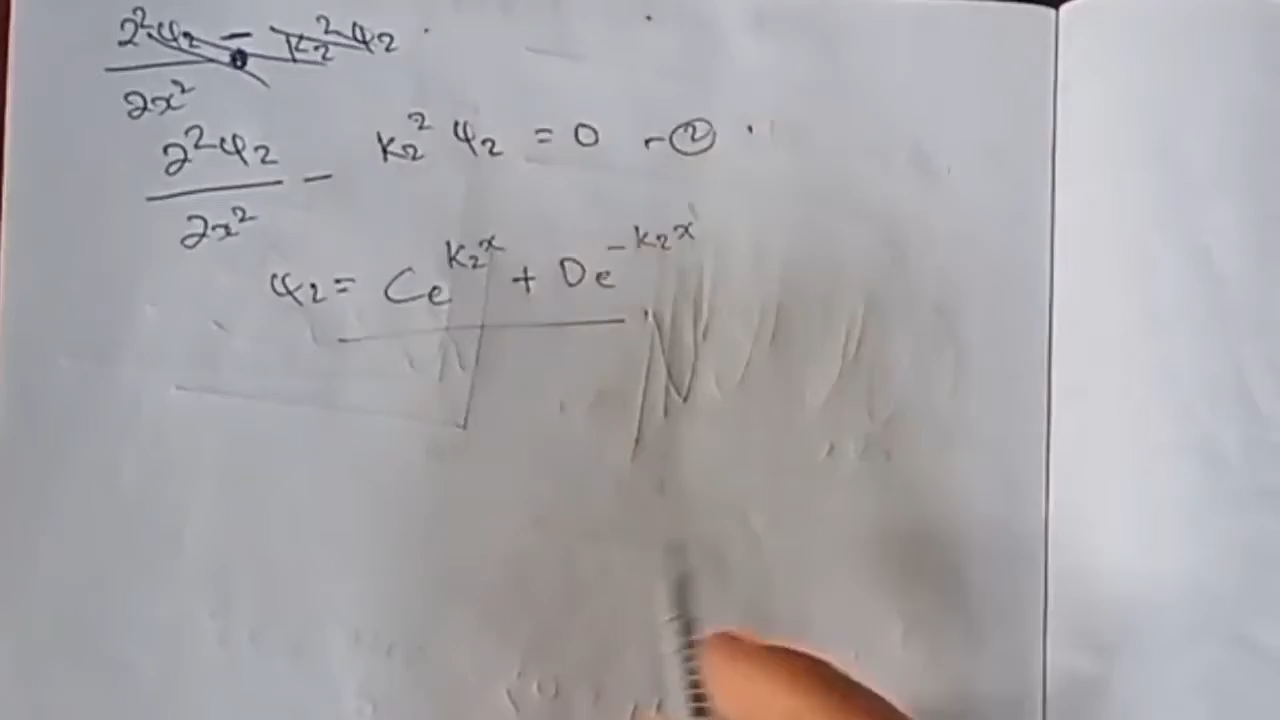 ∂²ψ₂ - k₂²ψ₂
∂x²
∂²ψ₂ - k₂² ψ₂ = 0 -②
∂x²
ψ₂ = Ce^{k₂x} + De^{-k₂x}